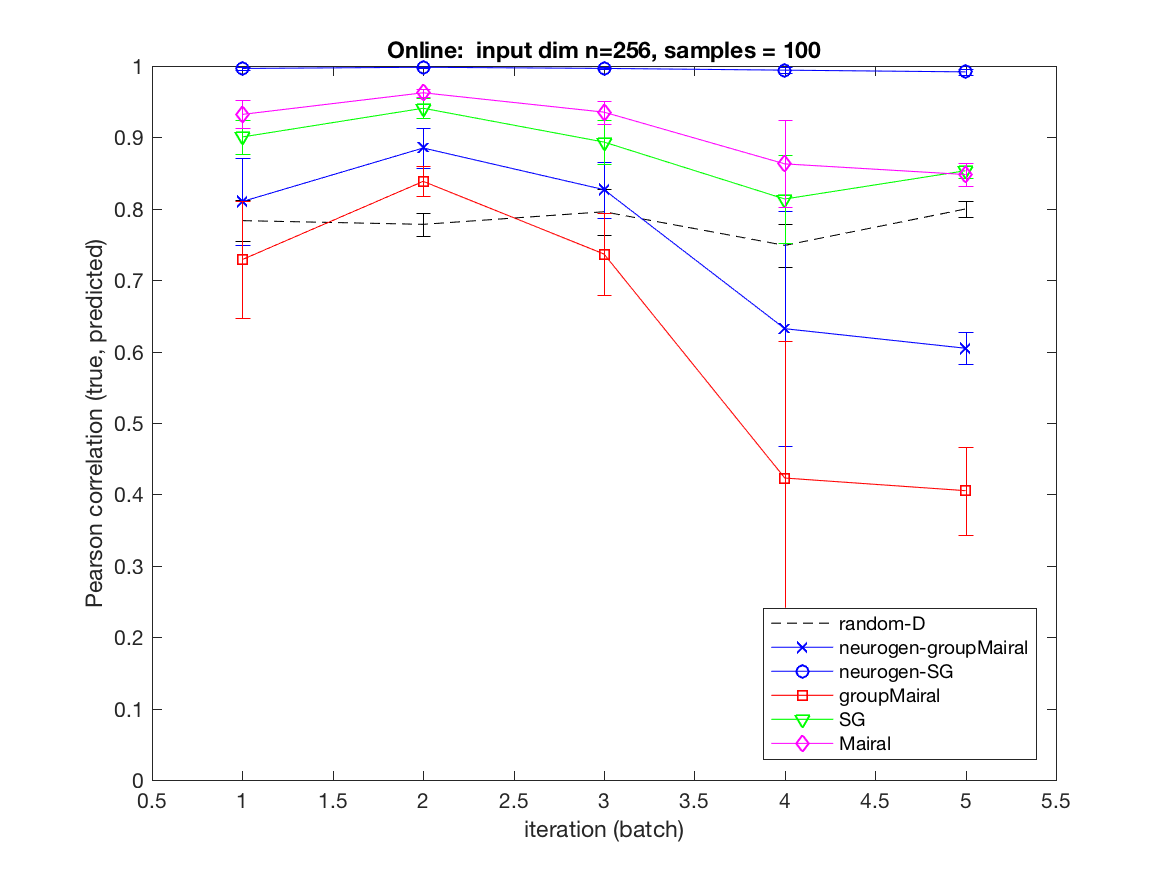 Online: input dim n=256, samples = 100
Pearson correlation (true, predicted)
1
0.9
0.8
0.7
0.6
0.5
0.4
0.3
0.2
0.1
0
0.5 1 1.5 2 2.5 3 3.5 4 4.5 5 5.5
iteration (batch)
random-D
neurogen-groupMairal
neurogen-SG
groupMairal
SG
Mairal